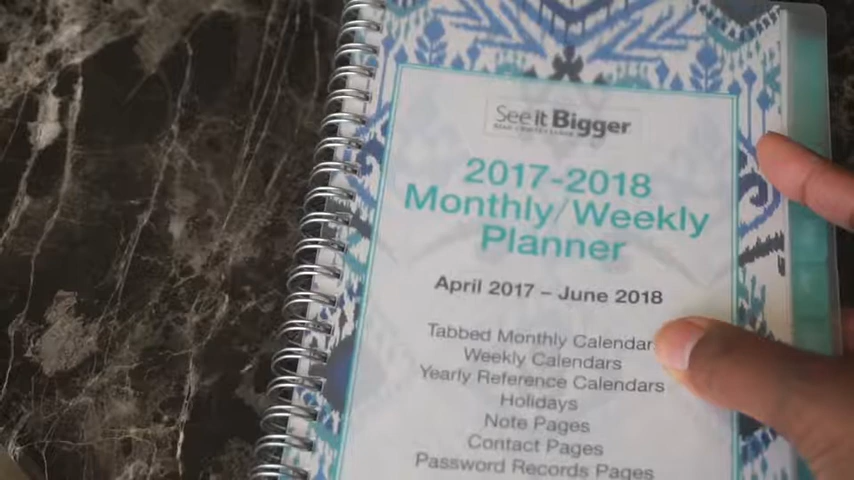 See it Bigger
2017-2018
Monthly/Weekly
Planner
April 2017 – June 2018
Tabbed Monthly Calendars
Weekly Calendars
Yearly Reference Calendars
Holidays
Note Pages
Contact Pages
Password Records Pages